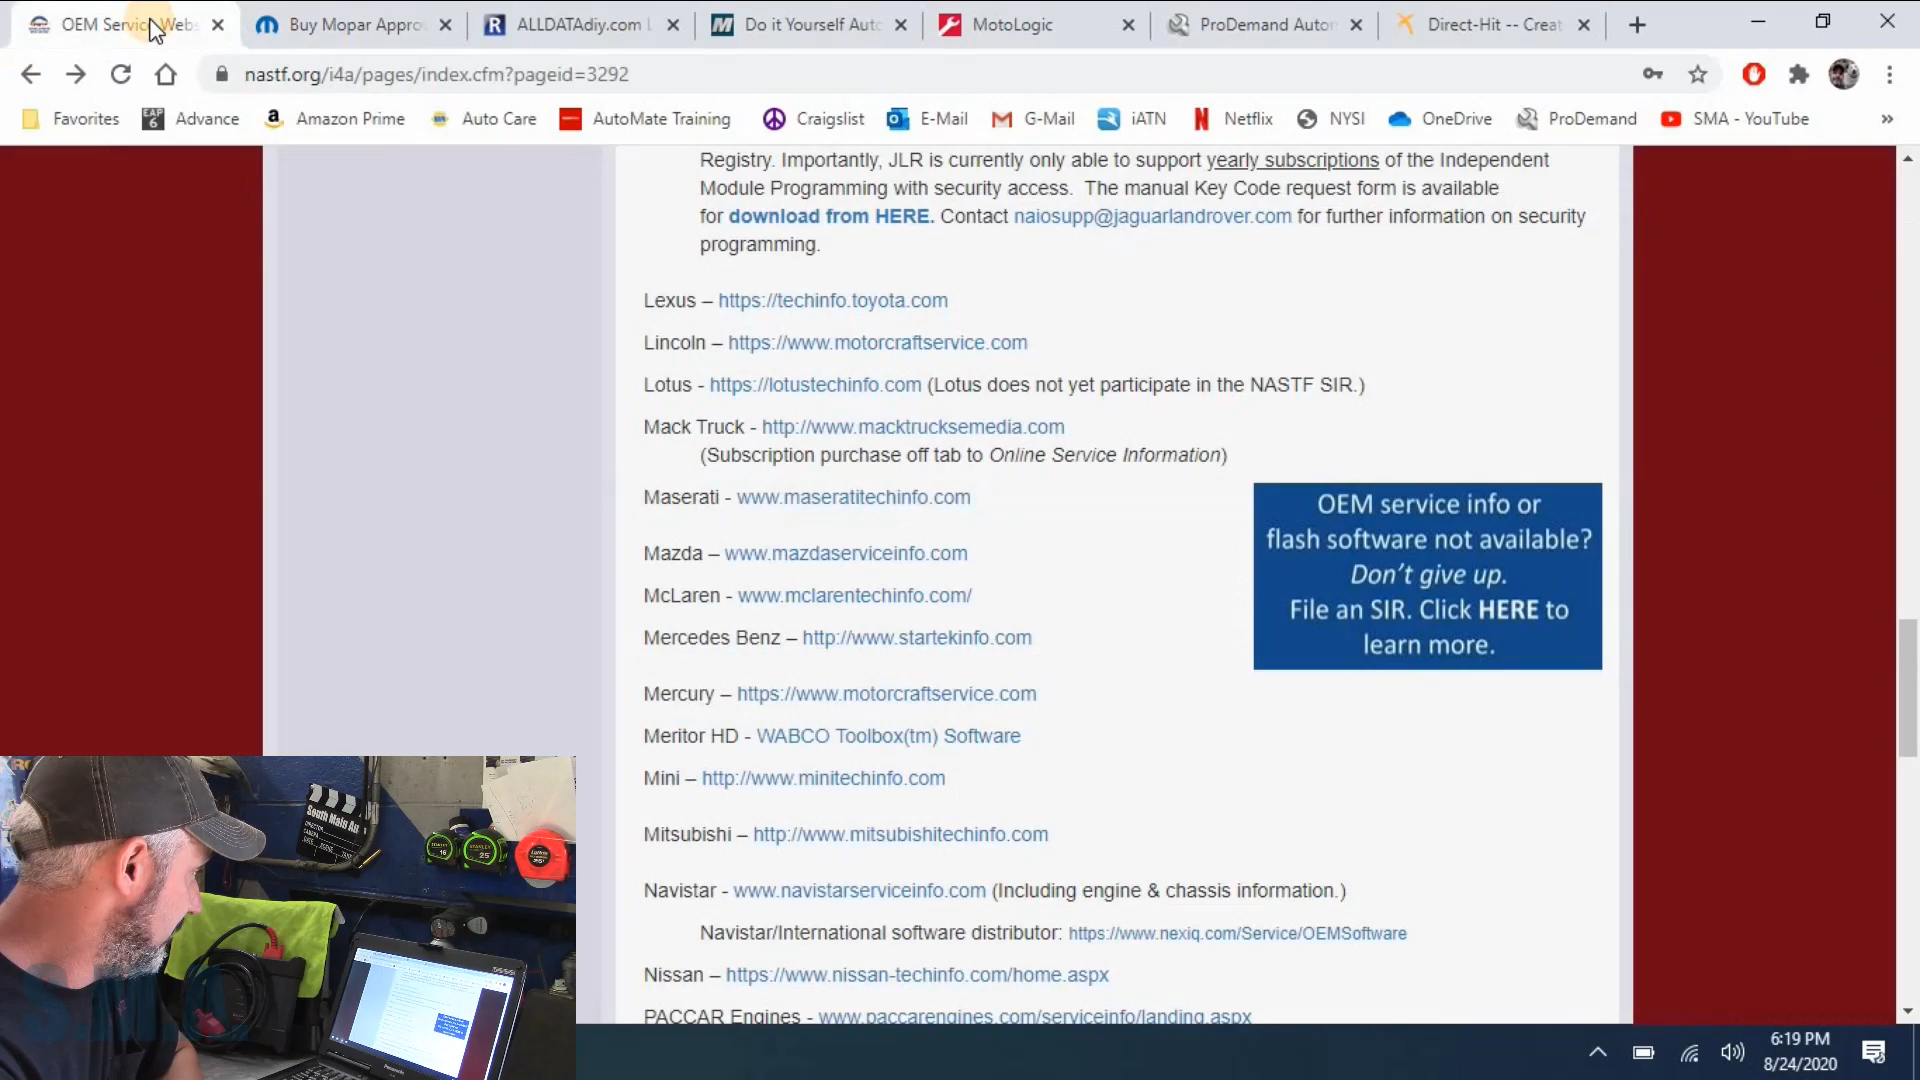 OEM Service Webs
Buy Mopar Appro
ALLDATAdiy.com
Do it Yourself Auto
MotoLogic
ProDemand Autom
Direct-Hit -- Creat
nastf.org/i4a/pages/index.cfm?pageid=3292
Favorites
Advance
Amazon Prime
Auto Care
AutoMate Training
Craigslist
E-Mail
G-Mail
iATN
Netflix
NYSI
OneDrive
ProDemand
SMA - YouTube
Registry. Importantly, JLR is currently only able to support yearly subscriptions of the Independent
Module Programming with security access. The manual Key Code request form is available
for download from HERE. Contact naiosupp@jaguarlandrover.com for further information on security
programming.
Lexus – https://techinfo.toyota.com
Lincoln – https://www.motorcraftservice.com
Lotus - https://lotustechinfo.com (Lotus does not yet participate in the NASTF SIR.)
Mack Truck - http://www.macktrucksemedia.com
(Subscription purchase off tab to Online Service Information)
Maserati - www.maseratitechinfo.com
Mazda – www.mazdaserviceinfo.com
McLaren - www.mclarentechinfo.com/
Mercedes Benz – http://www.startekinfo.com
Mercury – https://www.motorcraftservice.com
Meritor HD - WABCO Toolbox(tm) Software
Mini – http://www.minitechinfo.com
Mitsubishi – http://www.mitsubishitechinfo.com
Navistar - www.navistarserviceinfo.com (Including engine & chassis information.)
Navistar/International software distributor: https://www.nexiq.com/Service/OEMSoftware
Nissan – https://www.nissan-techinfo.com/home.aspx
PACCAR Engines - www.paccarengines.com/serviceinfo/landing.aspx
OEM service info or
flash software not available?
Don't give up.
File an SIR. Click HERE to
learn more.
South Main Au
STANLEY
16
STANLEY
25
6:19 PM
8/24/2020